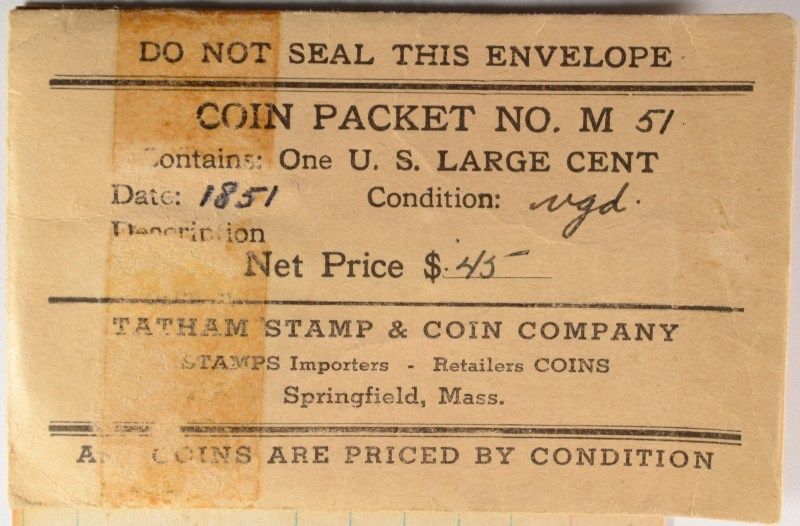 DO NOT SEAL THIS ENVELOPE
COIN PACKET NO. M 51
Contains: One U. S. LARGE CENT
Date: 1851 Condition: vgd.
Description
Net Price $ .45
TATHAM STAMP & COIN COMPANY
STAMPS Importers - Retailers COINS
Springfield, Mass.
ALL COINS ARE PRICED BY CONDITION